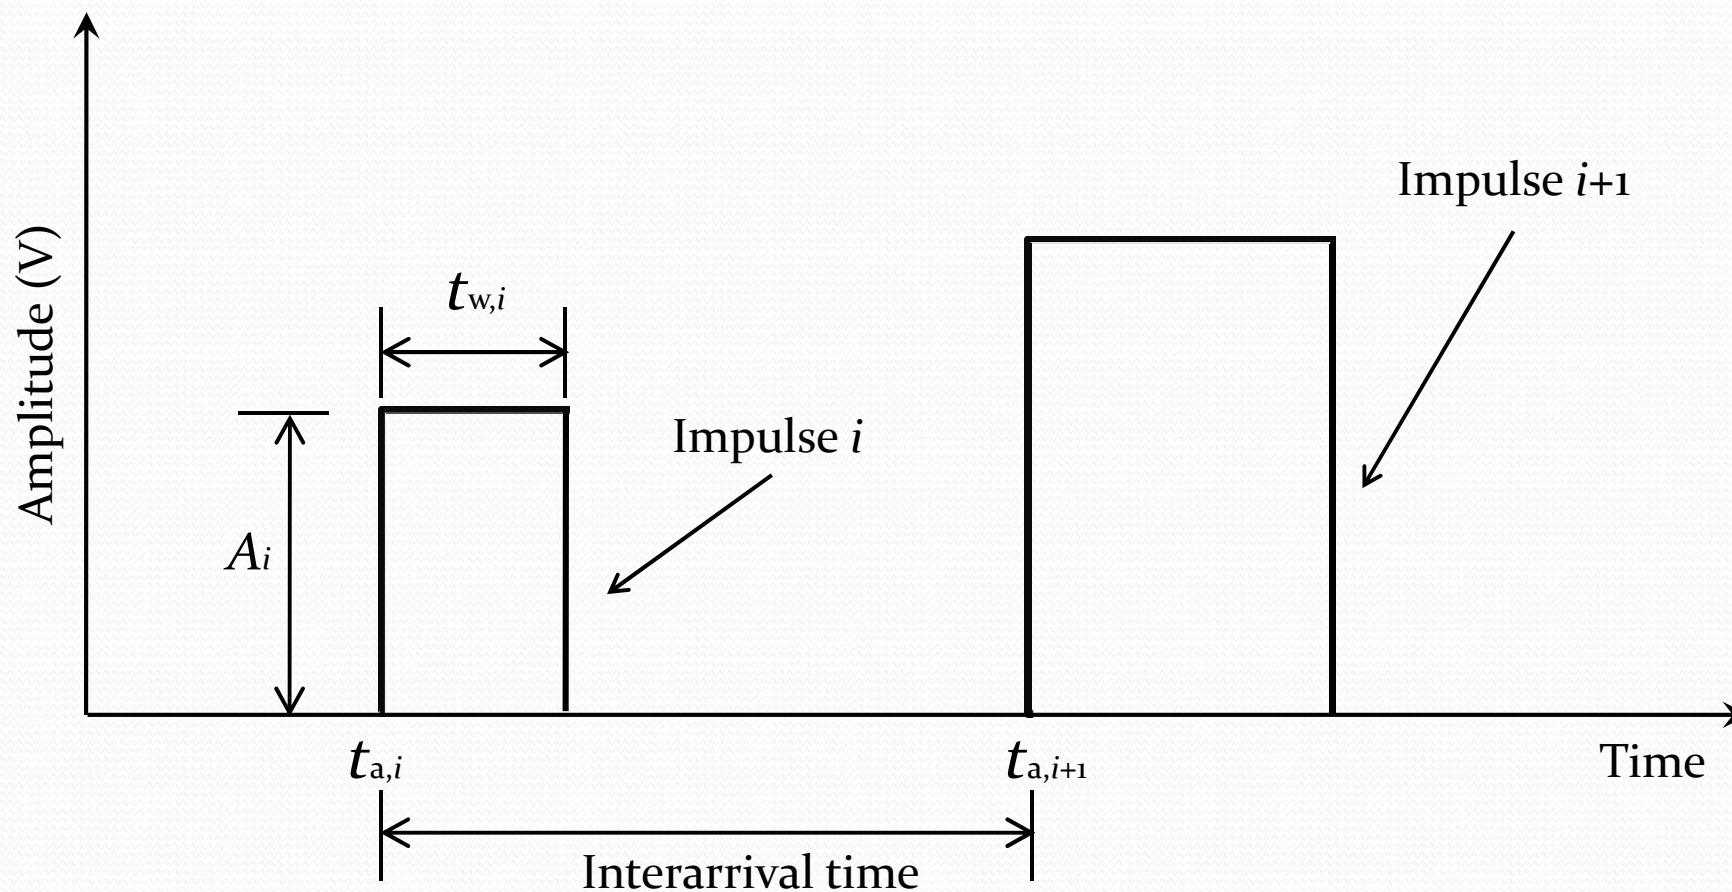 Amplitude (V)
Impulse i+1
tw,i
Impulse i
Ai
ta,i
ta,i+1
Time
Interarrival time